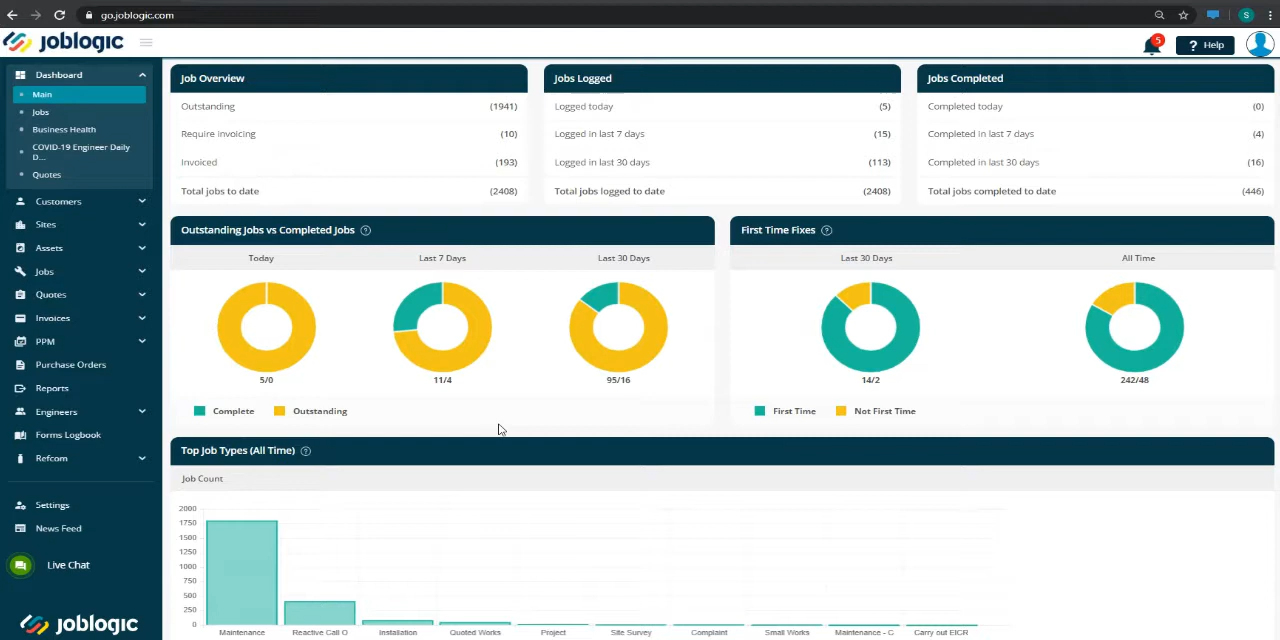 go.joblogic.com
S
joblogic
5
? Help
Dashboard
Main
Jobs
Business Health
COVID-19 Engineer Daily
D...
Quotes
Customers
Sites
Assets
Jobs
Quotes
Invoices
PPM
Purchase Orders
Reports
Engineers
Forms Logbook
Refcom
Settings
News Feed
Live Chat
joblogic
Job Overview
Outstanding (1941)
Require Invoicing (10)
Invoiced (193)
Total jobs to date (2408)
Jobs Logged
Logged today (5)
Logged in last 7 days (15)
Logged in last 30 days (113)
Total jobs logged to date (2408)
Jobs Completed
Completed today (0)
Completed in last 7 days (4)
Completed in last 30 days (16)
Total jobs completed to date (446)
Outstanding Jobs vs Completed Jobs ?
Today Last 7 Days Last 30 Days
5/0 11/4 95/16
Complete Outstanding
First Time Fixes ?
Last 30 Days All Time
14/2 242/48
First Time Not First Time
Top Job Types (All Time) ?
Job Count
2000
1750
1500
1250
1000
750
500
250
0
Maintenance Reactive Call O Installation Quoted Works Project Site Survey Complaint Small Works Maintenance - C Carry out EICR